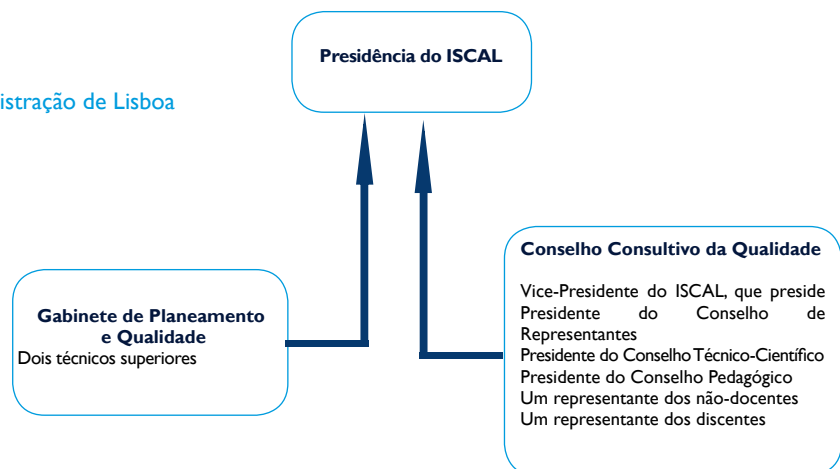 Presidência do ISCAL
istração de Lisboa
Gabinete de Planeamento
e Qualidade
Dois técnicos superiores
Conselho Consultivo da Qualidade
Vice-Presidente do ISCAL, que preside
Presidente do Conselho de
Representantes
Presidente do Conselho Técnico-Científico
Presidente do Conselho Pedagógico
Um representante dos não-docentes
Um representante dos discentes